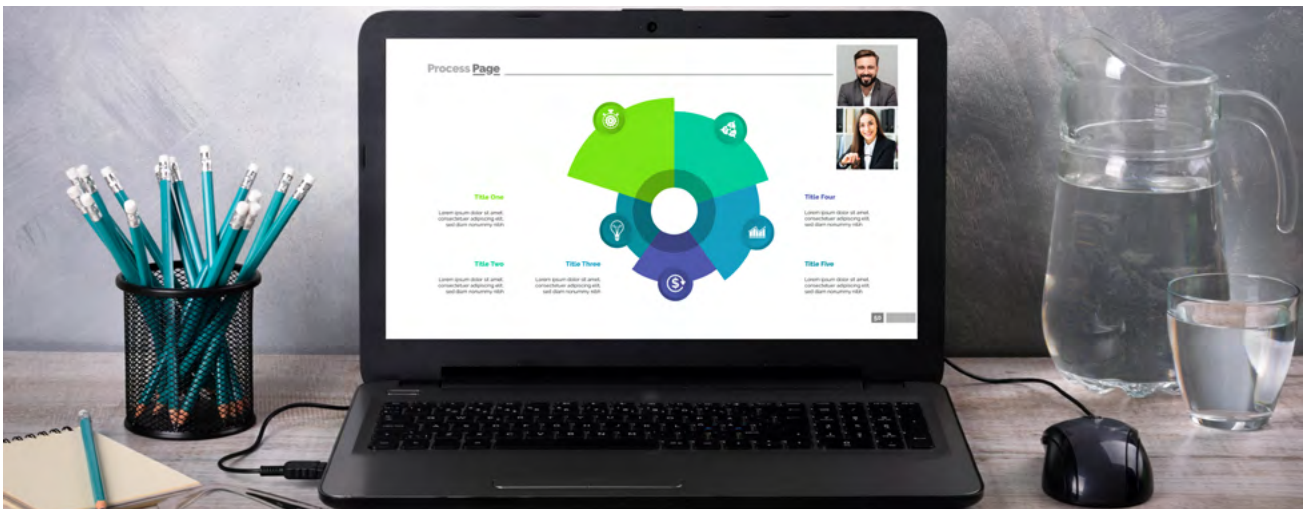 Process Page
Title One
Lorem ipsum dolor sit amet,
consectetuer adipiscing elit,
sed diam nonummy nibh
Title Two
Lorem ipsum dolor sit amet,
consectetuer adipiscing elit,
sed diam nonummy nibh
Title Three
Lorem ipsum dolor sit amet,
consectetuer adipiscing elit,
sed diam nonummy nibh
Title Four
Lorem ipsum dolor sit amet,
consectetuer adipiscing elit,
sed diam nonummy nibh
Title Five
Lorem ipsum dolor sit amet,
consectetuer adipiscing elit,
sed diam nonummy nibh
50